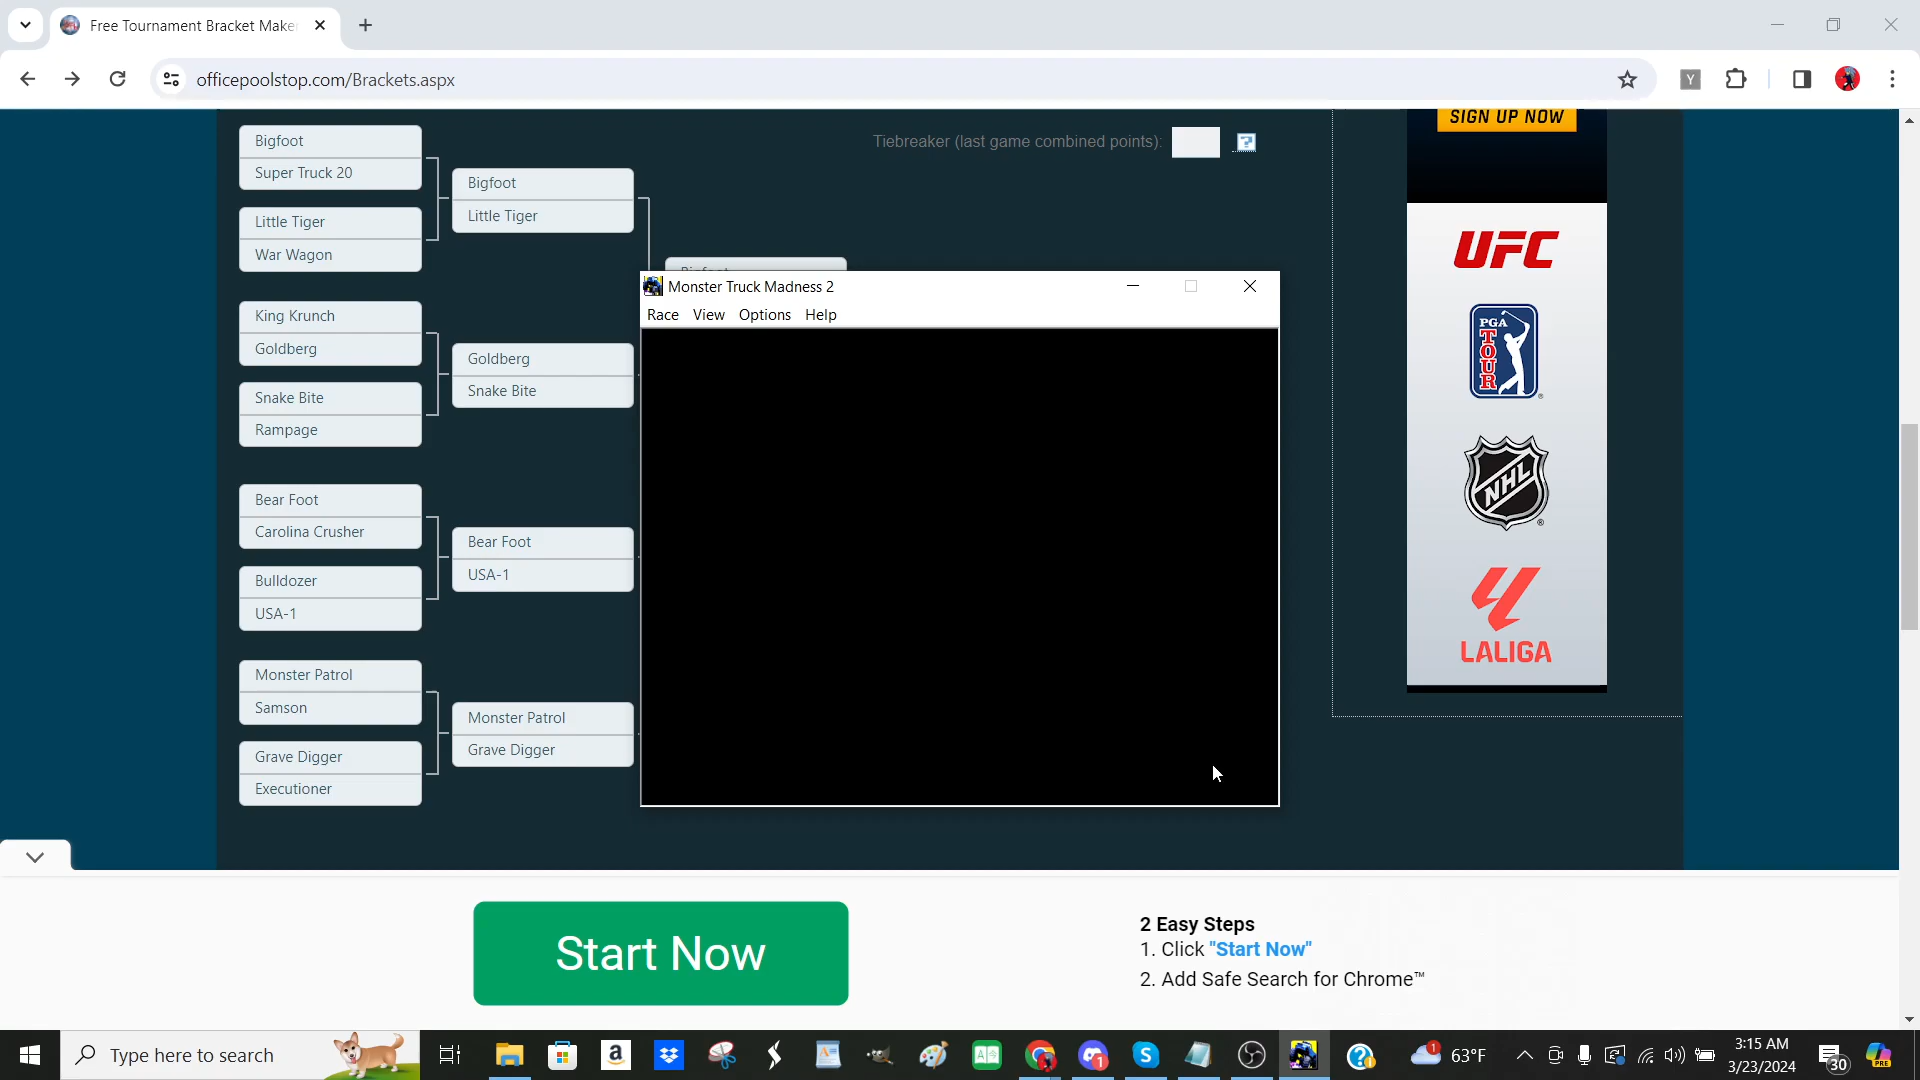 Free Tournament Bracket Make
officepoolstop.com/Brackets.aspx
Y
SIGN UP NOW
Tiebreaker (last game combined points):
?
Bigfoot
Super Truck 20
Little Tiger
War Wagon
King Krunch
Goldberg
Snake Bite
Rampage
Bear Foot
Carolina Crusher
Bulldozer
USA-1
Monster Patrol
Samson
Grave Digger
Executioner
Bigfoot
Little Tiger
Goldberg
Snake Bite
Bear Foot
USA-1
Monster Patrol
Grave Digger
Bigfoot
Monster Truck Madness 2
Race View Options Help
UFC
PGA
TOUR
NHL
LALIGA
Start Now
2 Easy Steps
1. Click "Start Now"
2. Add Safe Search for Chrome™
Type here to search
63°F
3:15 AM
3/23/2024
30